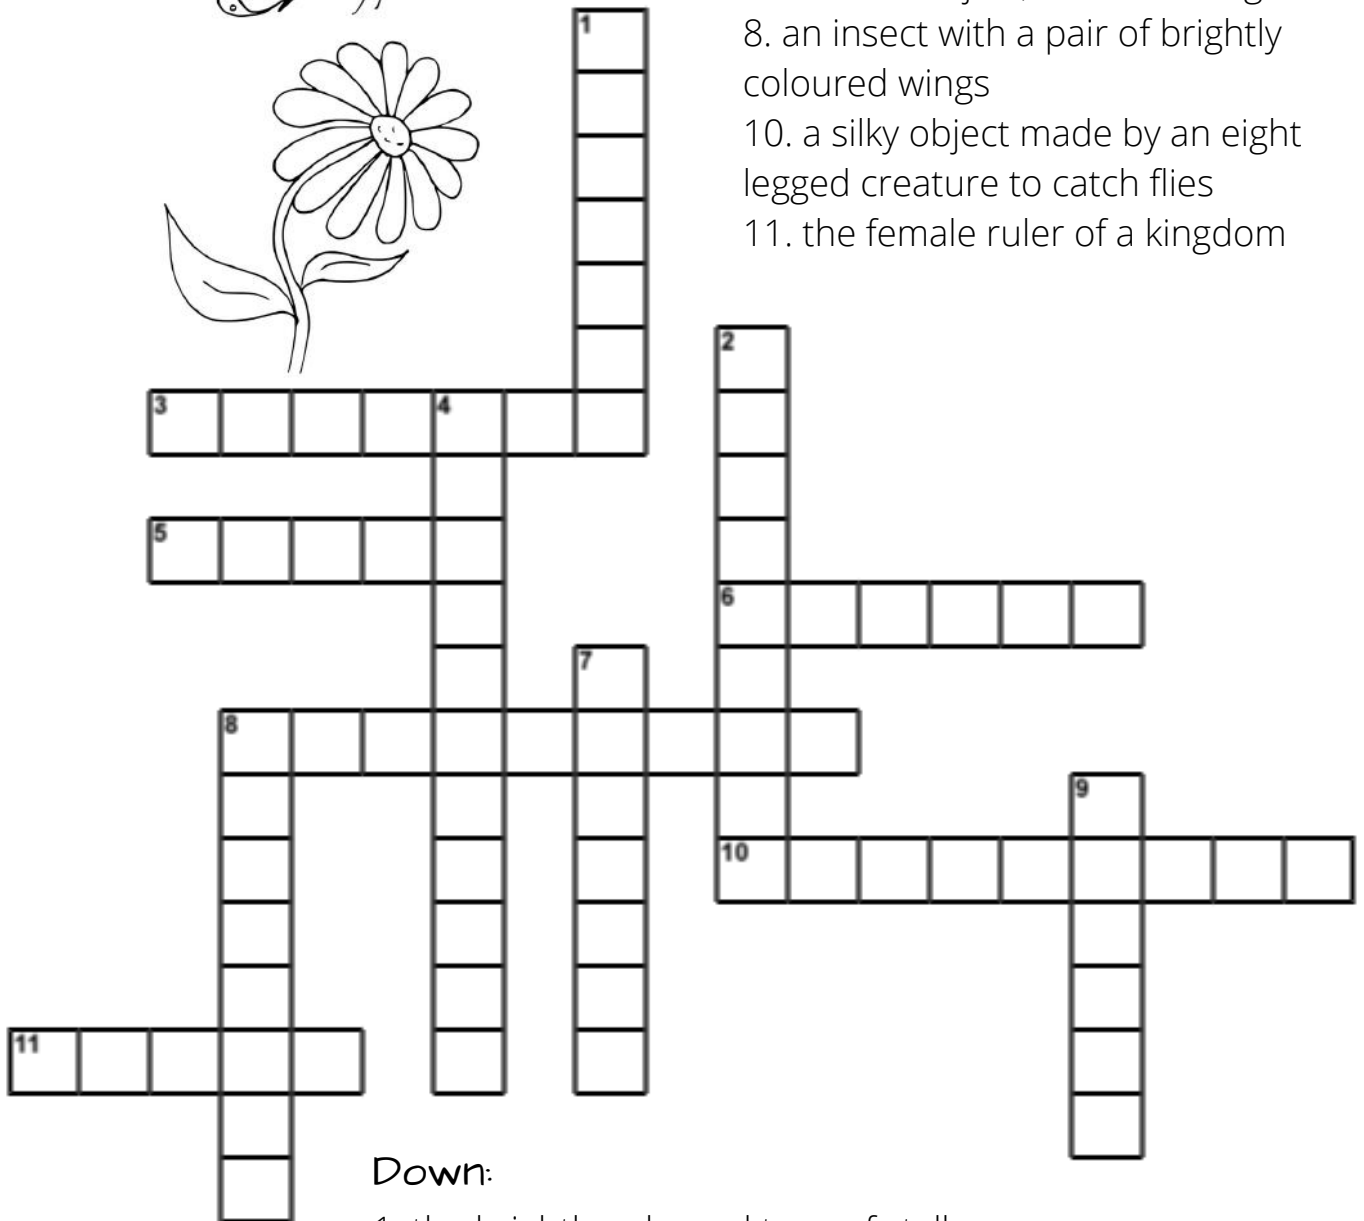 8. an insect with a pair of brightly
coloured wings
10. a silky object made by an eight
legged creature to catch flies
11. the female ruler of a kingdom
1
2
3
4
5
6
7
8
9
10
11
Down: